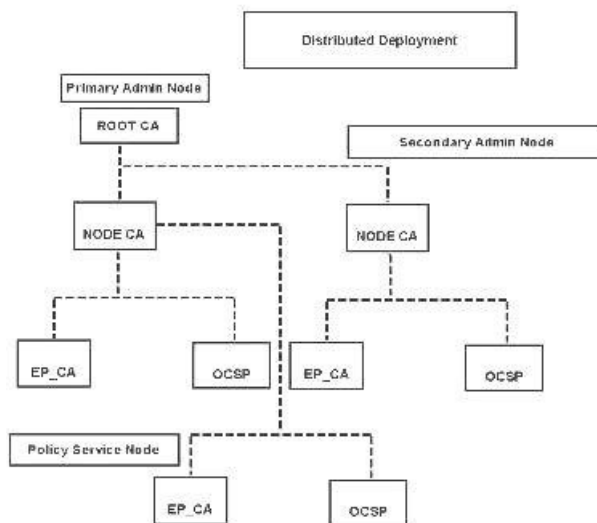 Distributed Deployment
Primary Admin Node
ROOT CA
Secondary Admin Node
NODE CA
NODE CA
EP_CA
OCSP
EP_CA
OCSP
Policy Service Node
EP_CA
OCSP